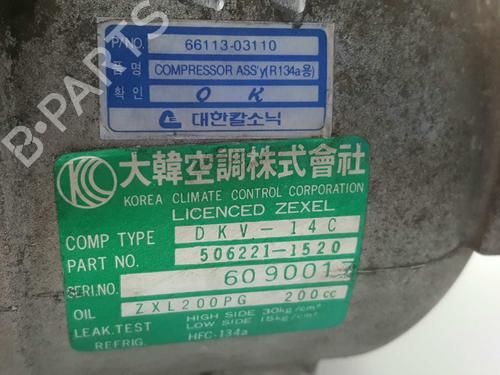 P/NO. 66113-03110
품 명 COMPRESSOR ASS'y(R134a용)
확 인 O K
대한칼소닉
KCC 大韓空調株式會社
KOREA CLIMATE CONTROL CORPORATION
LICENCED ZEXEL
COMP TYPE DKV-14C
PART NO. 506221-1520
SERI.NO. 609001
OIL ZXL200PG 200cc
LEAK.TEST HIGH SIDE 30kg/cm²
LOW SIDE 15kg/cm²
REFRIG. HFC-134a
B-PARTS